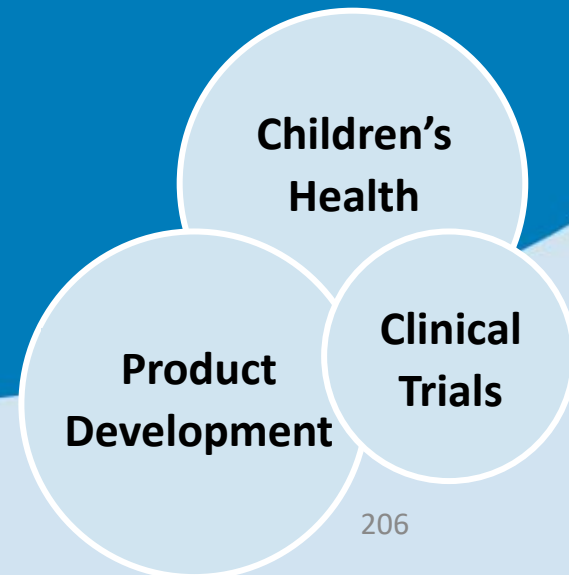 Children’s
Health
Clinical
Trials
Product
Development
206